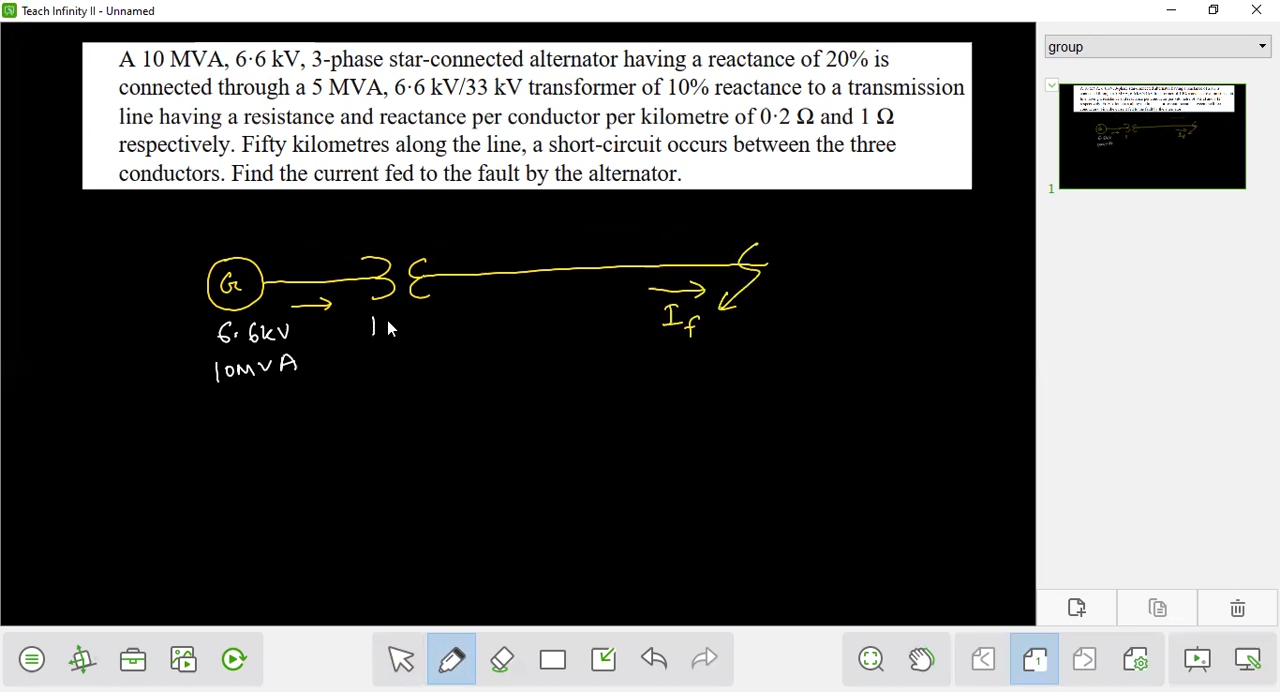 Teach Infinity II - Unnamed
group
A 10 MVA, 6·6 kV, 3-phase star-connected alternator having a reactance of 20% is
connected through a 5 MVA, 6·6 kV/33 kV transformer of 10% reactance to a transmission
line having a resistance and reactance per conductor per kilometre of 0·2 Ω and 1 Ω
respectively. Fifty kilometres along the line, a short-circuit occurs between the three
conductors. Find the current fed to the fault by the alternator.
G
If
6.6kV
10MVA
1
1
1